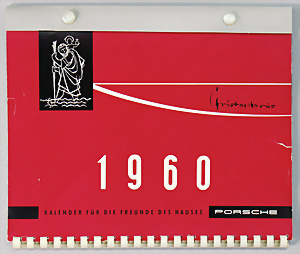 Christophorus
1960
KALENDER FÜR DIE FREUNDE DES HAUSES PORSCHE